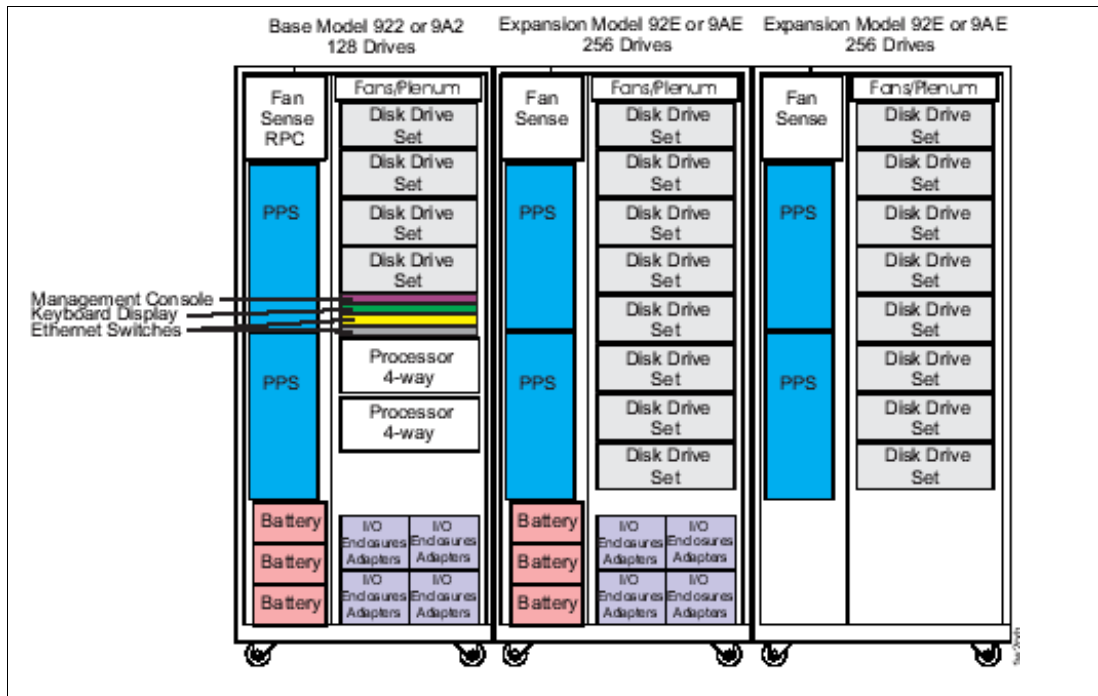 Base Model 922 or 9A2
128 Drives
Expansion Model 92E or 9AE
256 Drives
Expansion Model 92E or 9AE
256 Drives
Fan
Sense
RPC
Fans/Plenum
Disk Drive
Set
Disk Drive
Set
Disk Drive
Set
Disk Drive
Set
PPS
PPS
Management Console
Keyboard Display
Ethernet Switches
Processor
4-way
Processor
4-way
Battery
Battery
Battery
I/O
Enclosures
Adapters
I/O
Enclosures
Adapters
I/O
Enclosures
Adapters
I/O
Enclosures
Adapters
Fan
Sense
Fans/Plenum
Disk Drive
Set
Disk Drive
Set
Disk Drive
Set
Disk Drive
Set
Disk Drive
Set
Disk Drive
Set
Disk Drive
Set
Disk Drive
Set
PPS
PPS
Battery
Battery
Battery
I/O
Enclosures
Adapters
I/O
Enclosures
Adapters
I/O
Enclosures
Adapters
I/O
Enclosures
Adapters
Fan
Sense
Fans/Plenum
Disk Drive
Set
Disk Drive
Set
Disk Drive
Set
Disk Drive
Set
Disk Drive
Set
Disk Drive
Set
Disk Drive
Set
Disk Drive
Set
PPS
PPS